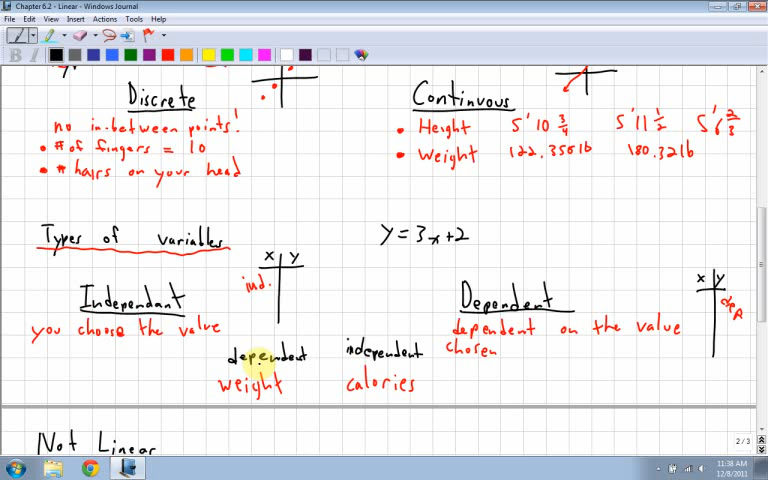 Chapter 6.2 - Linear - Windows Journal
File Edit View Insert Actions Tools Help
B I
Discrete
no in-between points!
• # of fingers = 10
• # hairs on your head
Continuous
• Height 5'10 3/4 5'11 1/2 5'6 2/3
• Weight 122.356 lb 180.32 lb
Types of variables
y = 3x+2
x y
ind.
Independant
you choose the value
Dependent
dependent on the value
chosen
x y
dependent independent
weight calories
Not Linear
2 / 3
11:38 AM
12/8/2011